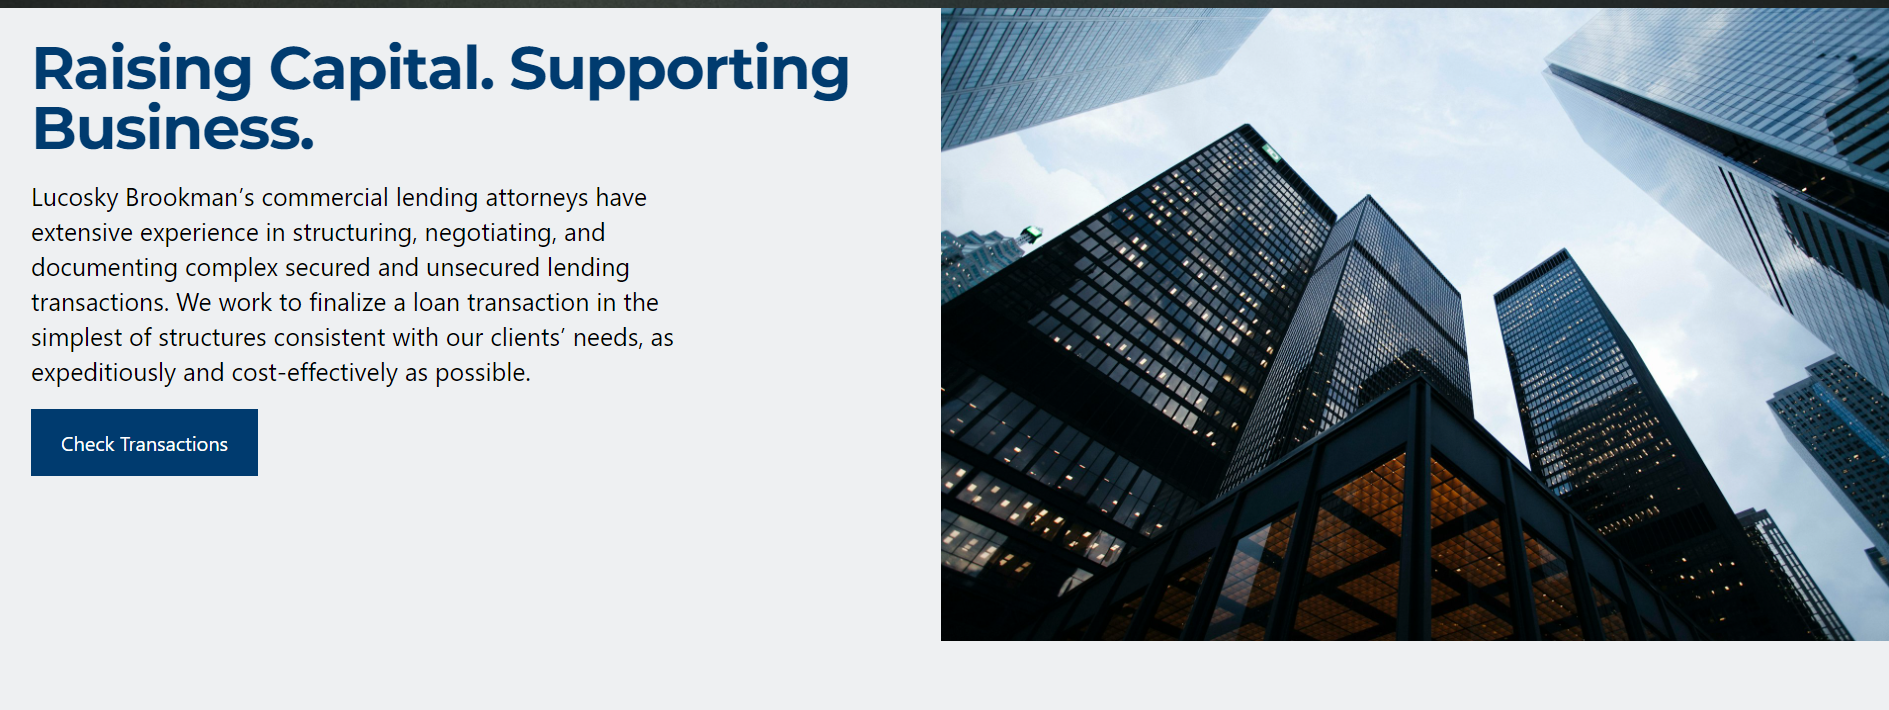 Raising Capital. Supporting
Business.
Lucosky Brookman’s commercial lending attorneys have
extensive experience in structuring, negotiating, and
documenting complex secured and unsecured lending
transactions. We work to finalize a loan transaction in the
simplest of structures consistent with our clients’ needs, as
expeditiously and cost-effectively as possible.
Check Transactions